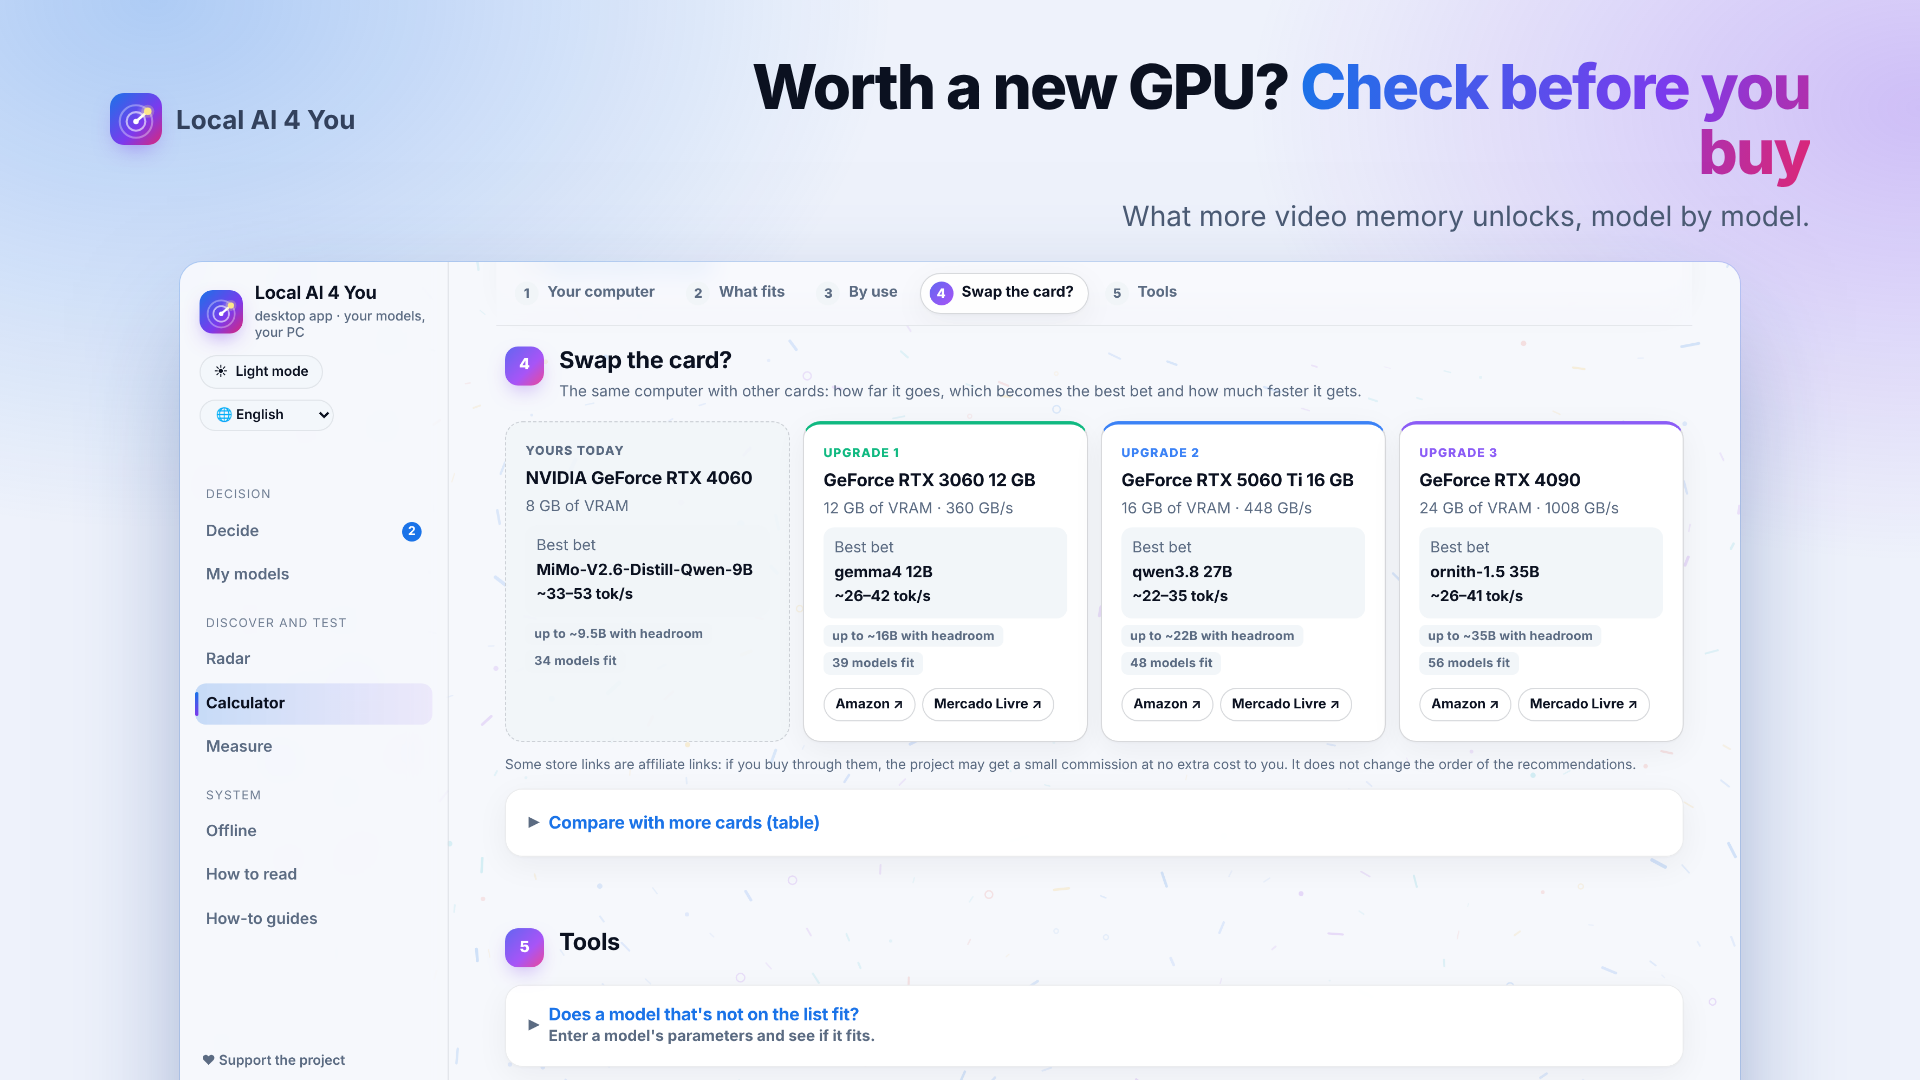 Local AI 4 You
Worth a new GPU? Check before you
buy
What more video memory unlocks, model by model.
Local AI 4 You
desktop app · your models,
your PC
☀ Light mode
🌐 English
DECISION
Decide 2
My models
DISCOVER AND TEST
Radar
Calculator
Measure
SYSTEM
Offline
How to read
How-to guides
♥ Support the project
1 Your computer 2 What fits 3 By use 4 Swap the card? 5 Tools
4 Swap the card?
The same computer with other cards: how far it goes, which becomes the best bet and how much faster it gets.
YOURS TODAY
NVIDIA GeForce RTX 4060
8 GB of VRAM
Best bet
MiMo-V2.6-Distill-Qwen-9B
~33–53 tok/s
up to ~9.5B with headroom
34 models fit
UPGRADE 1
GeForce RTX 3060 12 GB
12 GB of VRAM · 360 GB/s
Best bet
gemma4 12B
~26–42 tok/s
up to ~16B with headroom
39 models fit
Amazon ↗ Mercado Livre ↗
UPGRADE 2
GeForce RTX 5060 Ti 16 GB
16 GB of VRAM · 448 GB/s
Best bet
qwen3.8 27B
~22–35 tok/s
up to ~22B with headroom
48 models fit
Amazon ↗ Mercado Livre ↗
UPGRADE 3
GeForce RTX 4090
24 GB of VRAM · 1008 GB/s
Best bet
ornith-1.5 35B
~26–41 tok/s
up to ~35B with headroom
56 models fit
Amazon ↗ Mercado Livre ↗
Some store links are affiliate links: if you buy through them, the project may get a small commission at no extra cost to you. It does not change the order of the recommendations.
▶ Compare with more cards (table)
5 Tools
▶ Does a model that's not on the list fit?
Enter a model's parameters and see if it fits.